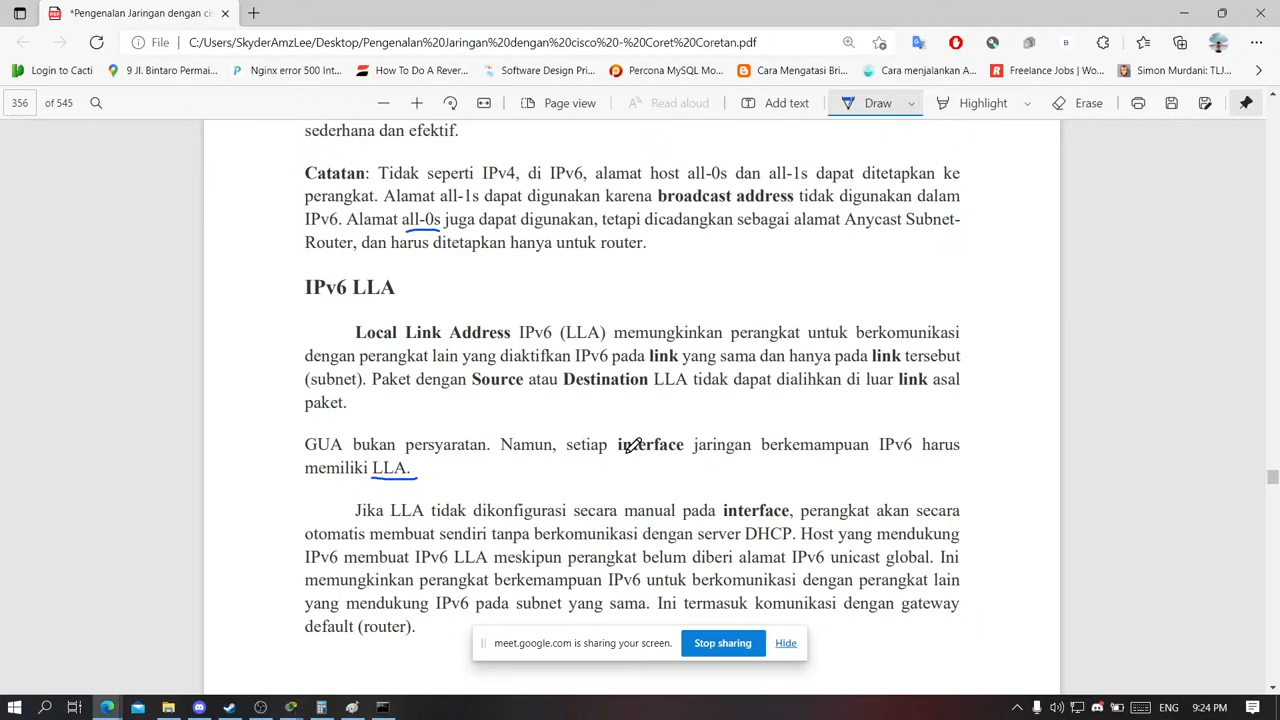 *Pengenalan Jaringan dengan cis
File
C:/Users/SkyderAmzLee/Desktop/Pengenalan%20Jaringan%20dengan%20cisco%20-%20Coret%20Coretan.pdf
Login to Cacti
9 Jl. Bintaro Permai...
Nginx error 500 Int...
How To Do A Rever...
Software Design Pri...
Percona MySQL Mo...
Cara Mengatasi Bri...
Cara menjalankan A...
Freelance Jobs | Wo...
Simon Murdani: TLJ...
356 of 545
Page view
Read aloud
Add text
Draw
Highlight
Erase
sederhana dan efektif.
Catatan: Tidak seperti IPv4, di IPv6, alamat host all-0s dan all-1s dapat ditetapkan ke
perangkat. Alamat all-1s dapat digunakan karena broadcast address tidak digunakan dalam
IPv6. Alamat all-0s juga dapat digunakan, tetapi dicadangkan sebagai alamat Anycast Subnet-
Router, dan harus ditetapkan hanya untuk router.
IPv6 LLA
Local Link Address IPv6 (LLA) memungkinkan perangkat untuk berkomunikasi
dengan perangkat lain yang diaktifkan IPv6 pada link yang sama dan hanya pada link tersebut
(subnet). Paket dengan Source atau Destination LLA tidak dapat dialihkan di luar link asal
paket.
GUA bukan persyaratan. Namun, setiap interface jaringan berkemampuan IPv6 harus
memiliki LLA.
Jika LLA tidak dikonfigurasi secara manual pada interface, perangkat akan secara
otomatis membuat sendiri tanpa berkomunikasi dengan server DHCP. Host yang mendukung
IPv6 membuat IPv6 LLA meskipun perangkat belum diberi alamat IPv6 unicast global. Ini
memungkinkan perangkat berkemampuan IPv6 untuk berkomunikasi dengan perangkat lain
yang mendukung IPv6 pada subnet yang sama. Ini termasuk komunikasi dengan gateway
default (router).
meet.google.com is sharing your screen.
Stop sharing
Hide
9:24 PM